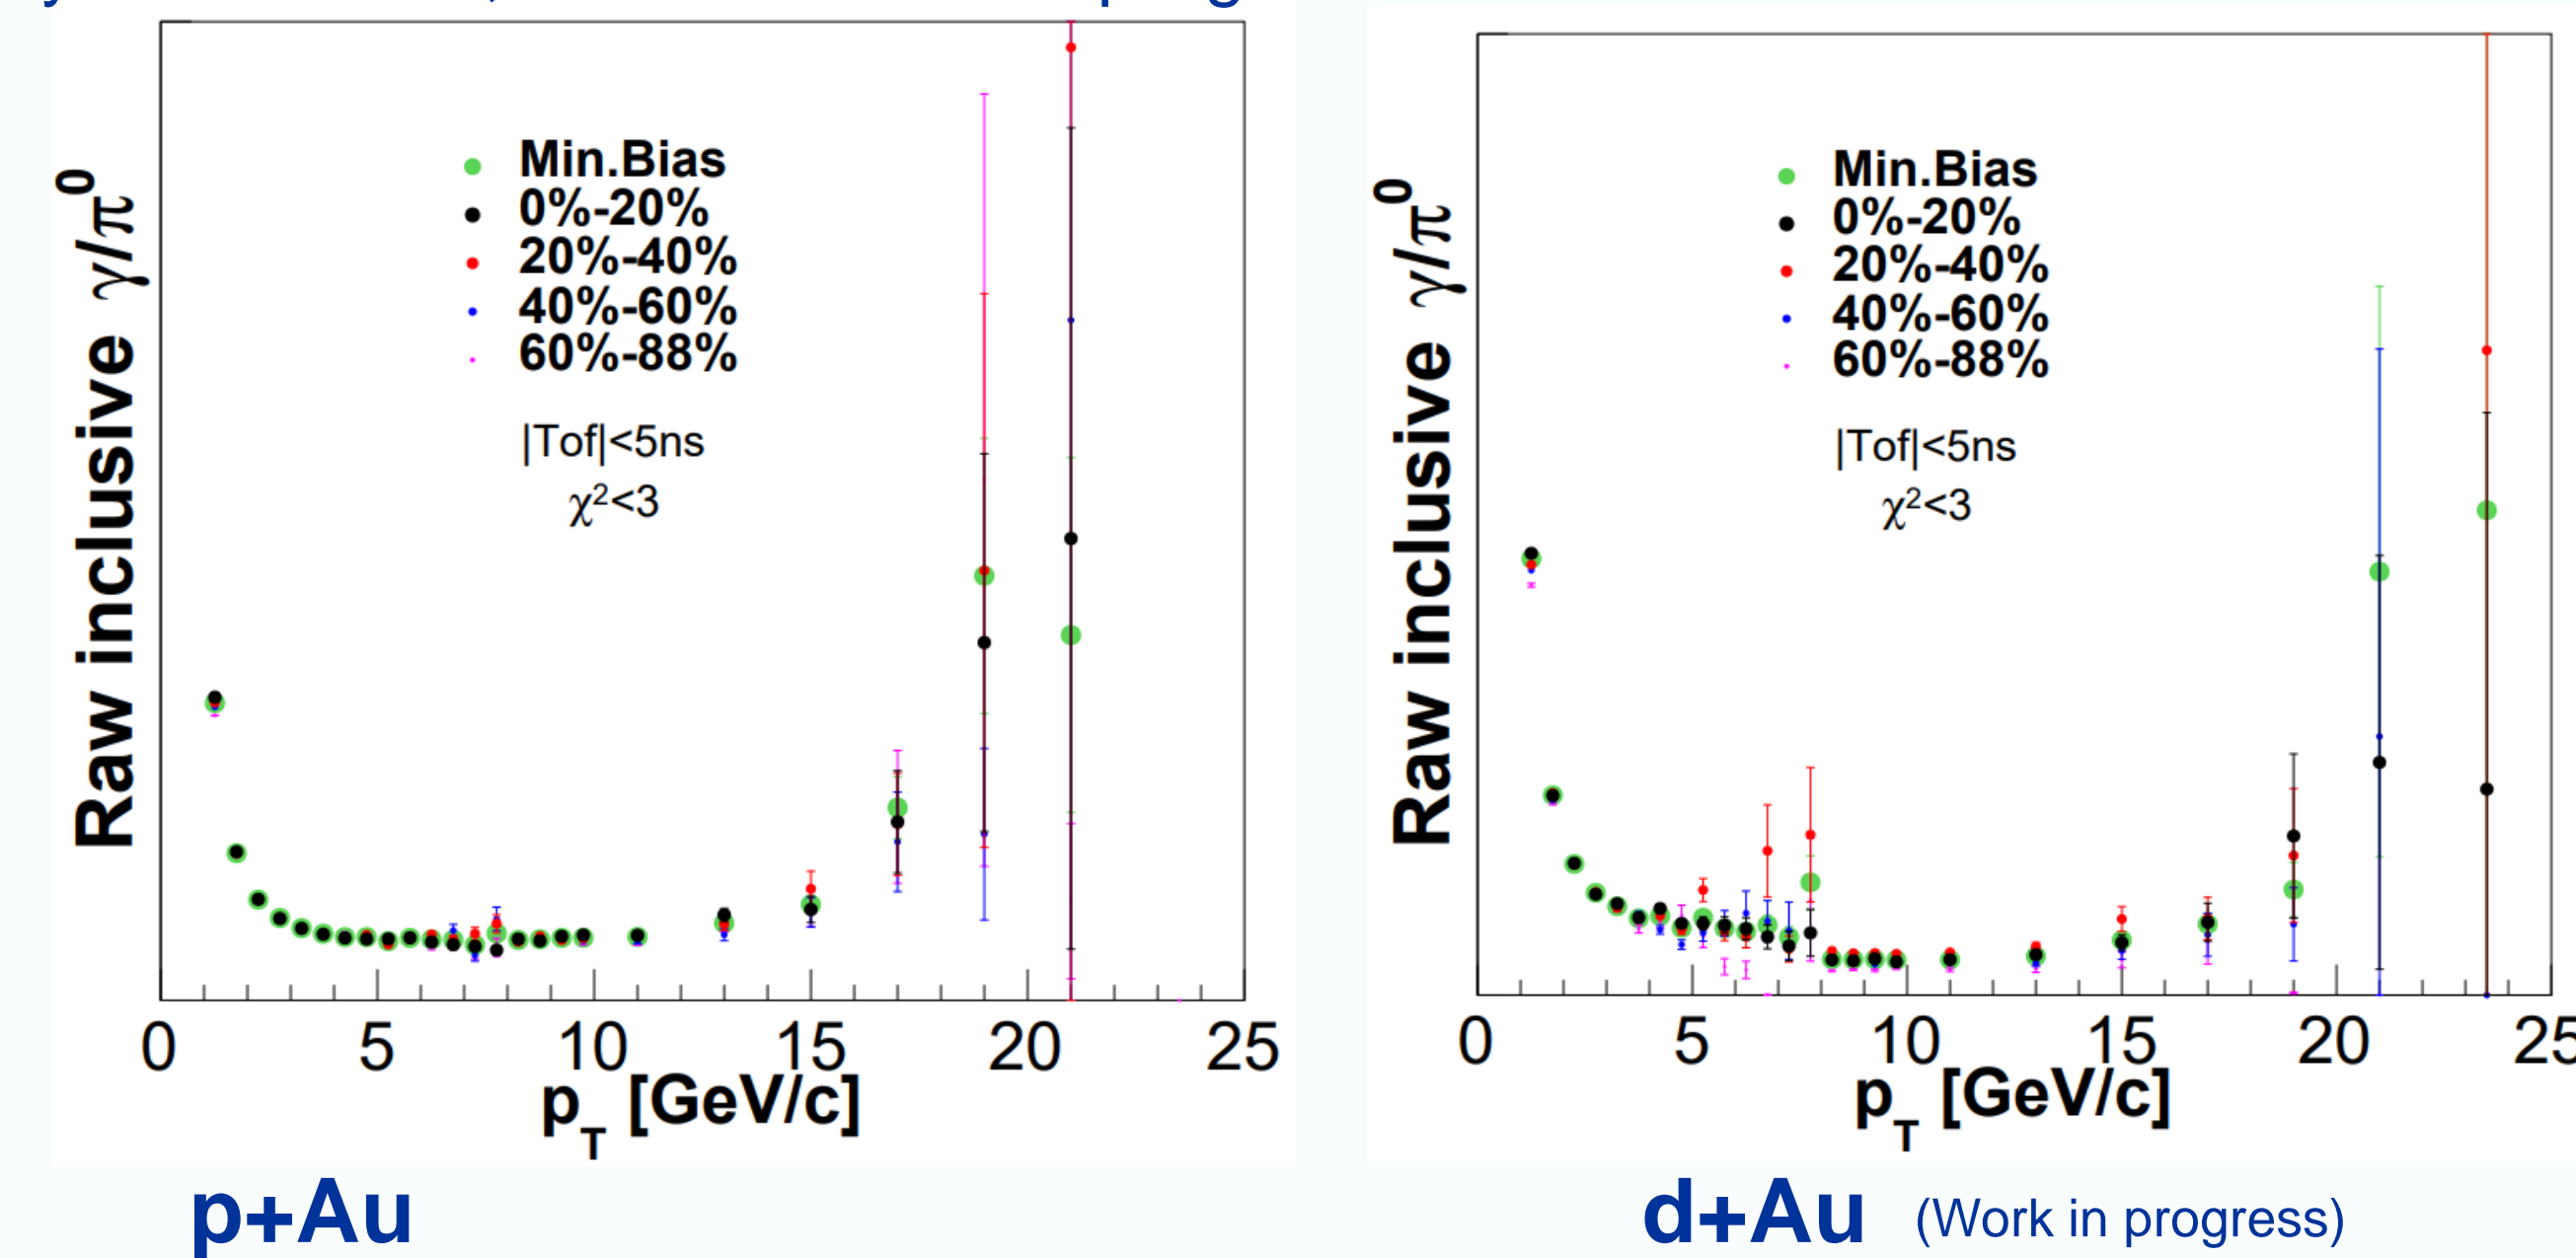 Raw inclusive γ/π⁰
Min.Bias
0%-20%
20%-40%
40%-60%
60%-88%
|Tof|<5ns
χ²<3
0 5 10 15 20 25
p_T [GeV/c]
p+Au
Raw inclusive γ/π⁰
Min.Bias
0%-20%
20%-40%
40%-60%
60%-88%
|Tof|<5ns
χ²<3
0 5 10 15 20 25
p_T [GeV/c]
d+Au (Work in progress)